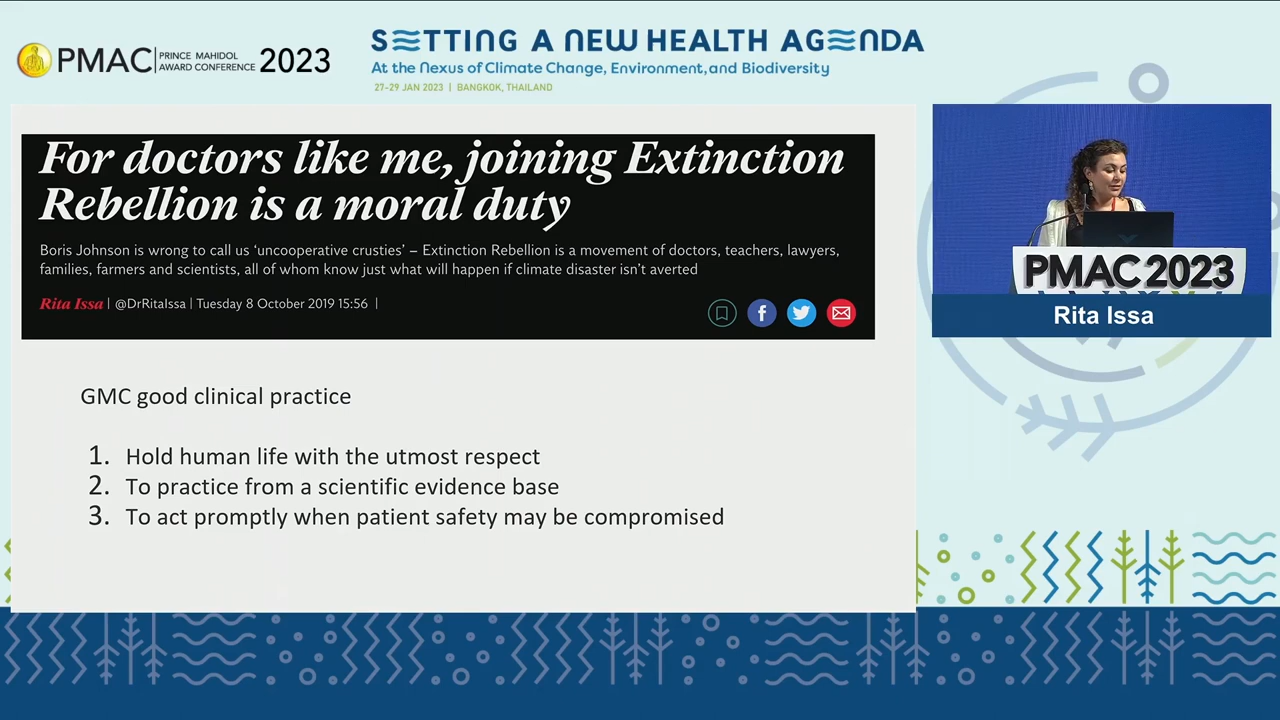 PMAC PRINCE MAHIDOL AWARD CONFERENCE 2023
SETTING A NEW HEALTH AGENDA
At the Nexus of Climate Change, Environment, and Biodiversity
27-29 JAN 2023 | BANGKOK, THAILAND
For doctors like me, joining Extinction
Rebellion is a moral duty
Boris Johnson is wrong to call us ‘uncooperative crusties’ – Extinction Rebellion is a movement of doctors, teachers, lawyers,
families, farmers and scientists, all of whom know just what will happen if climate disaster isn’t averted
Rita Issa | @DrRitaIssa | Tuesday 8 October 2019 15:56 |
GMC good clinical practice
1. Hold human life with the utmost respect
2. To practice from a scientific evidence base
3. To act promptly when patient safety may be compromised
PMAC 2023
Rita Issa